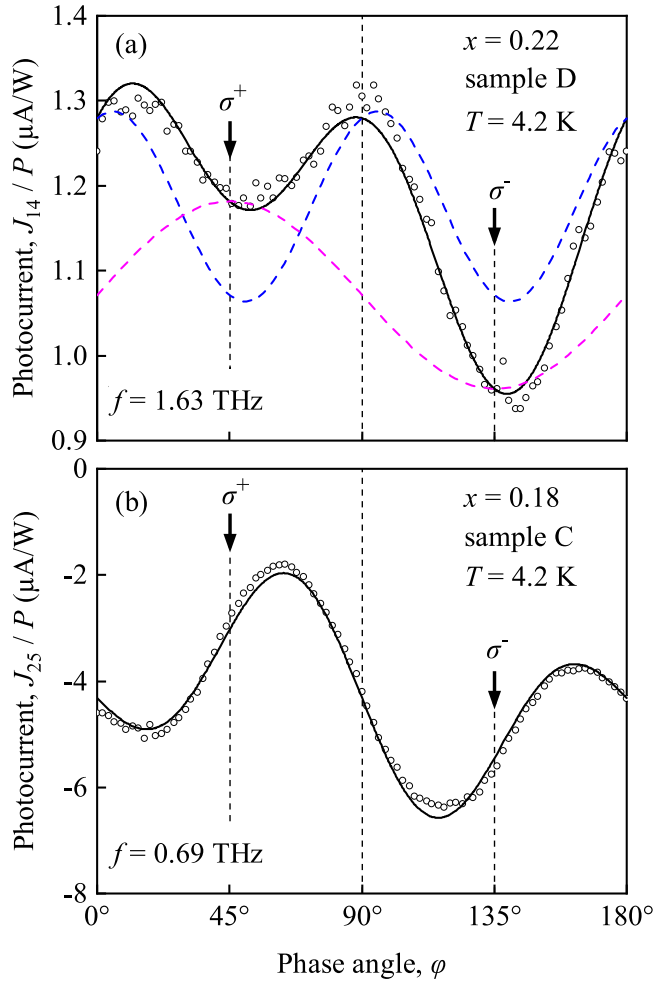 (a)
x = 0.22
sample D
T = 4.2 K
σ+
σ-
f = 1.63 THz
1.4
1.3
1.2
1.1
1.0
0.9
Photocurrent, J14 / P (μA/W)
(b)
x = 0.18
sample C
T = 4.2 K
σ+
σ-
f = 0.69 THz
0
-2
-4
-6
-8
Photocurrent, J25 / P (μA/W)
0° 45° 90° 135° 180°
Phase angle, φ